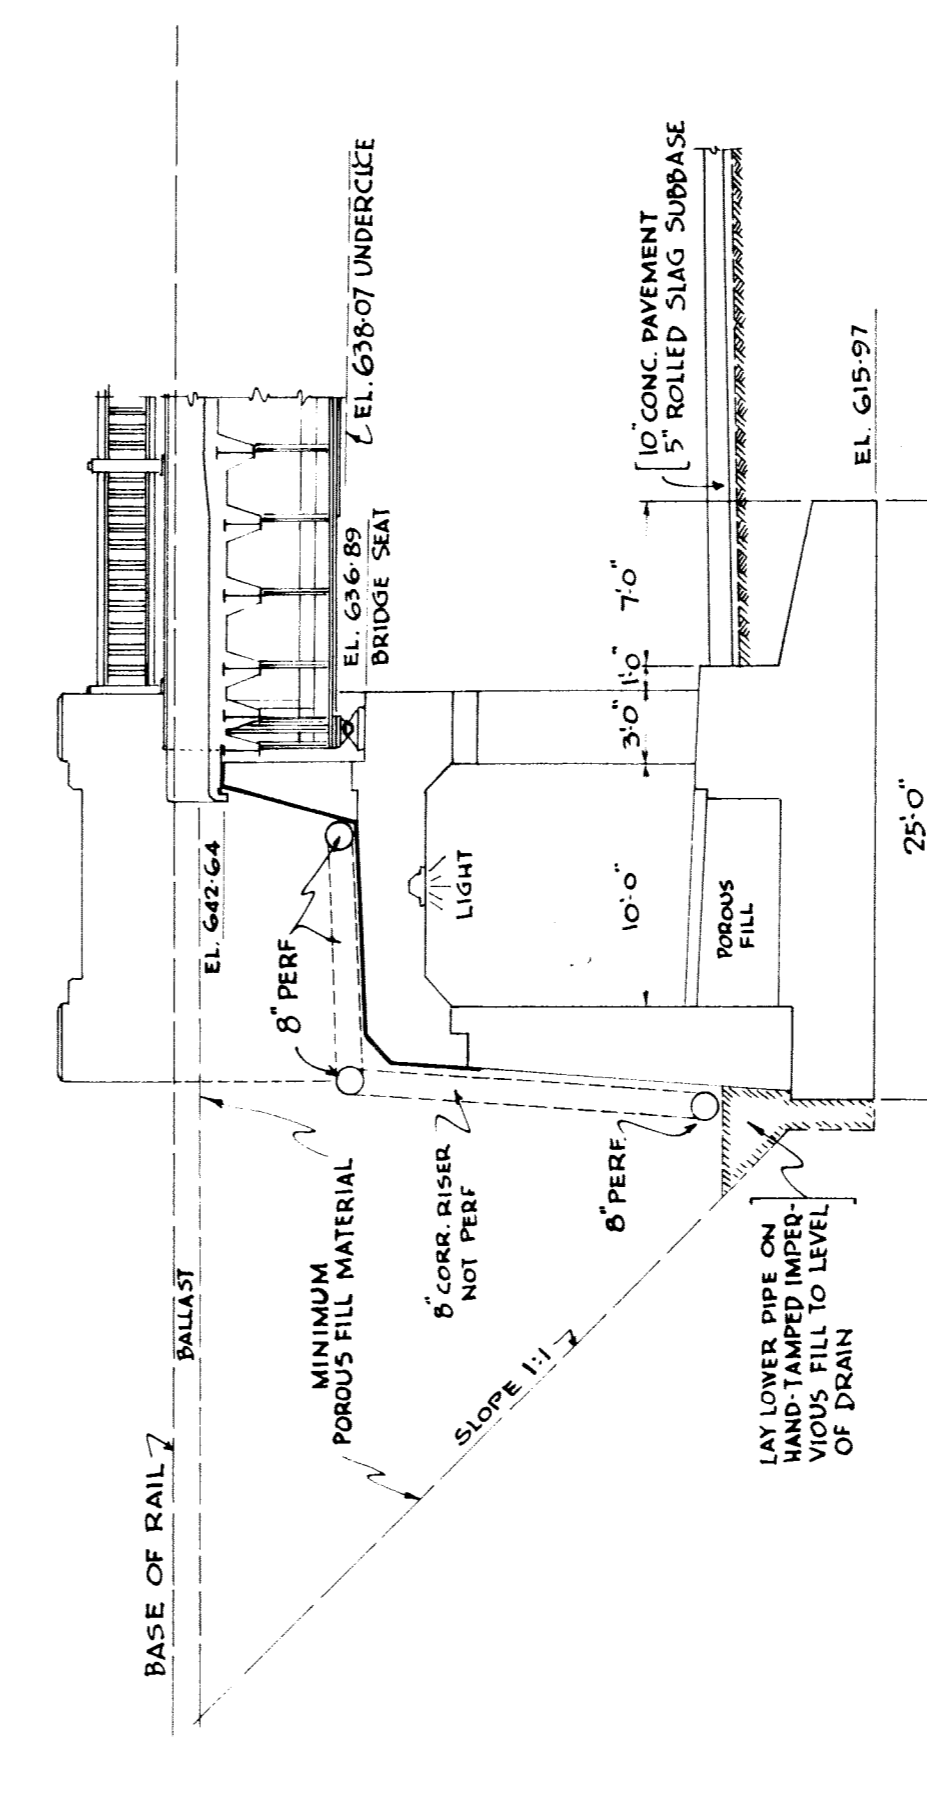 BASE OF RAIL
BALLAST
EL. 642·64
MINIMUM
POROUS FILL MATERIAL
SLOPE 1:1
8" PERF
8" CORR. RISER
NOT PERF
8" PERF.
LAY LOWER PIPE ON
HAND-TAMPED IMPER-
VIOUS FILL TO LEVEL
OF DRAIN
LIGHT
POROUS
FILL
EL. 638·07 UNDERCLCE
EL. 636·89
BRIDGE SEAT
10" CONC. PAVEMENT
5" ROLLED SLAG SUBBASE
10'-0"
3'-0"
1'-0"
7'-0"
EL. 615·97
25'-0"